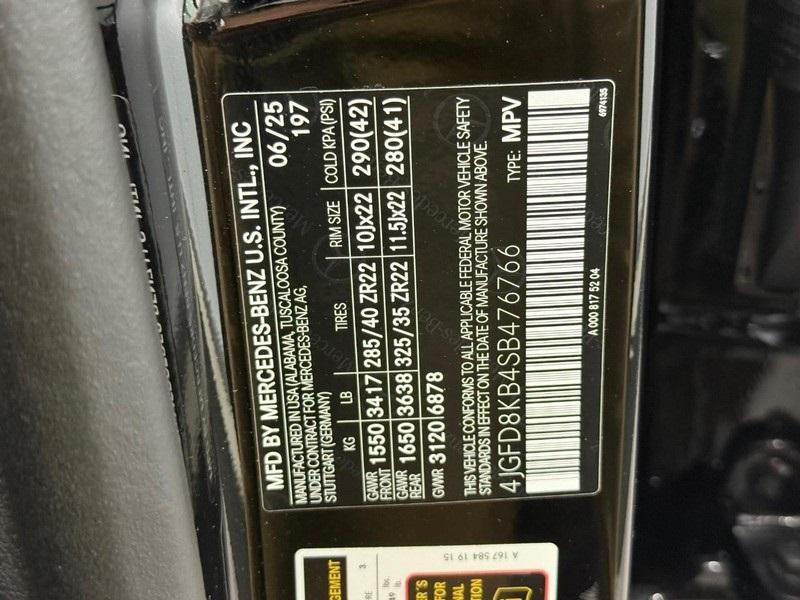 MFD BY MERCEDES-BENZ U.S. INTL., INC
MANUFACTURED IN USA (ALABAMA, TUSCALOOSA COUNTY) 06/25
UNDER CONTRACT FOR MERCEDES-BENZ AG, 197
STUTTGART (GERMANY)
KG LB TIRES RIM SIZE COLD KPA (PSI)
GAWR FRONT 1550 3417 285/40 ZR22 10Jx22 290(42)
GAWR REAR 1650 3638 325/35 ZR22 11.5Jx22 280(41)
GVWR 3120 6878
THIS VEHICLE CONFORMS TO ALL APPLICABLE FEDERAL MOTOR VEHICLE SAFETY
STANDARDS IN EFFECT ON THE DATE OF MANUFACTURE SHOWN ABOVE.
4JGFD8KB4SB476766 TYPE: MPV
A 000 817 52 04 6974135
A 167 584 19 15